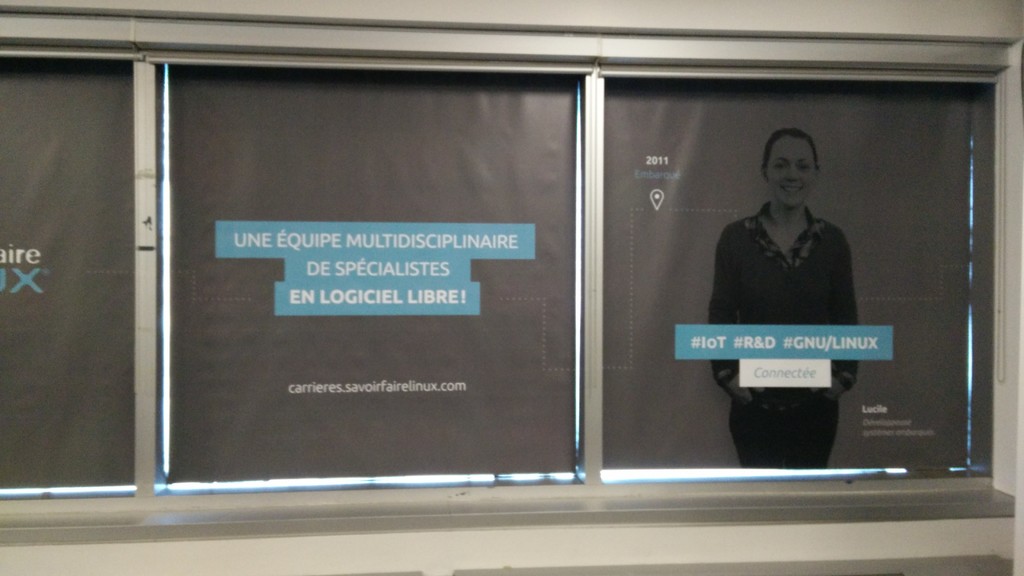 aire
UX
UNE ÉQUIPE MULTIDISCIPLINAIRE
DE SPÉCIALISTES
EN LOGICIEL LIBRE!
carrieres.savoirfairelinux.com
2011
Embarqué
#IoT #R&D #GNU/LINUX
Connectée
Lucile
systèmes embarqués